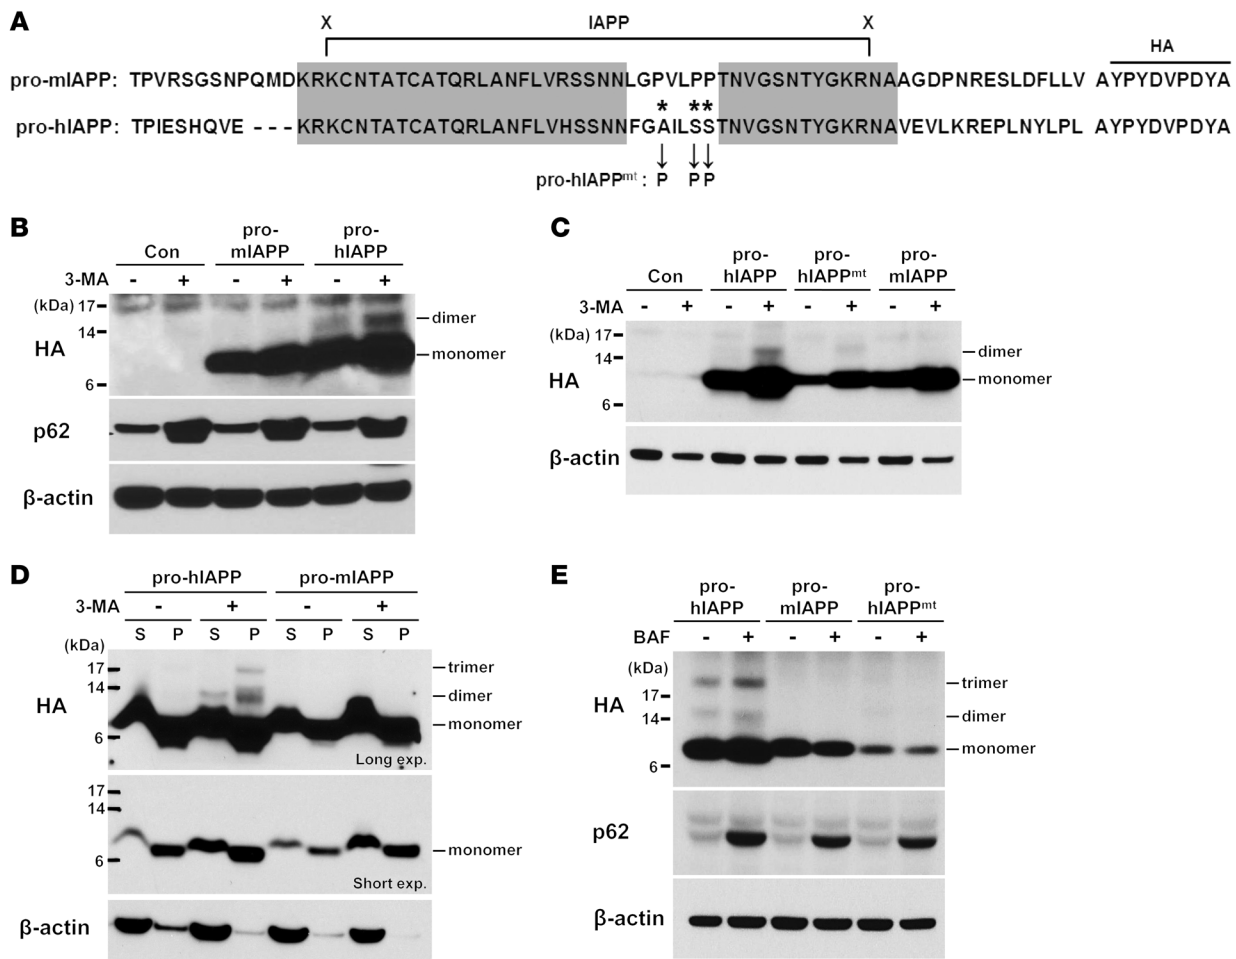 A
X IAPP X
HA
pro-mIAPP: TPVRSGSNPQMDKRKCNTATCATQRLANFLVRSSNNLGPVLPPTNVGSNTYGKRNAAGDPNRESLDFLLV AYPYDVPDYA
* **
pro-hIAPP: TPIESHQVE ---KRKCNTATCATQRLANFLVHSSNNFGAILSSTNVGSNTYGKRNAVEVLKREPLNYLPL AYPYDVPDYA
pro-hIAPPmt : P P P
B
Con pro-mIAPP pro-hIAPP
3-MA - + - + - +
(kDa) 17
14
6
HA
dimer
monomer
p62
β-actin
C
Con pro-hIAPP pro-hIAPPmt pro-mIAPP
3-MA - + - + - + - +
(kDa) 17
14
6
HA
dimer
monomer
β-actin
D
pro-hIAPP pro-mIAPP
3-MA - + - +
S P S P S P S P
(kDa)
17
14
6
HA
trimer
dimer
monomer
Long exp.
17
14
6
monomer
Short exp.
β-actin
E
pro-hIAPP pro-mIAPP pro-hIAPPmt
BAF - + - + - +
(kDa)
17
14
6
HA
trimer
dimer
monomer
p62
β-actin